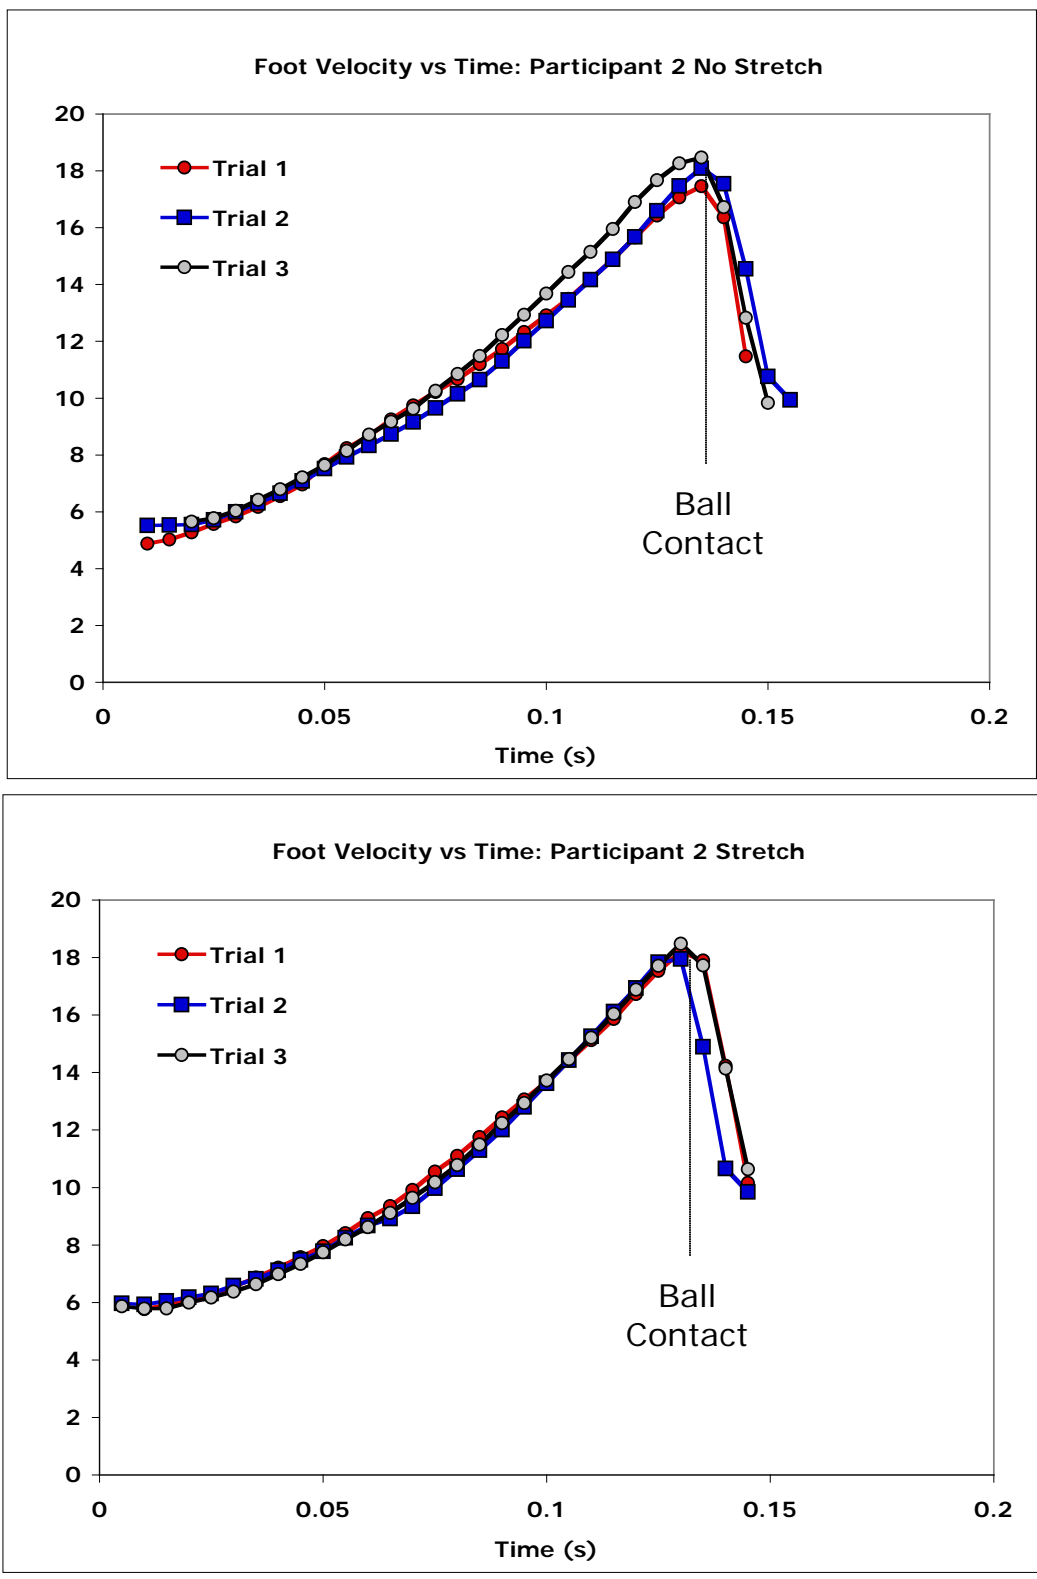 Foot Velocity vs Time: Participant 2 No Stretch
20
18
16
14
12
10
8
6
4
2
0
Trial 1
Trial 2
Trial 3
Ball
Contact
0 0.05 0.1 0.15 0.2
Time (s)
Foot Velocity vs Time: Participant 2 Stretch
20
18
16
14
12
10
8
6
4
2
0
Trial 1
Trial 2
Trial 3
Ball
Contact
0 0.05 0.1 0.15 0.2
Time (s)